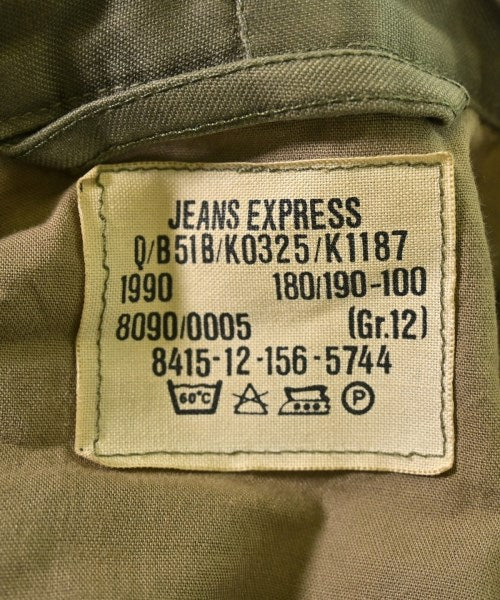 JEANS EXPRESS
Q/B51B/K0325/K1187
1990 180/190-100
8090/0005 (Gr.12)
8415-12-156-5744
60°C P